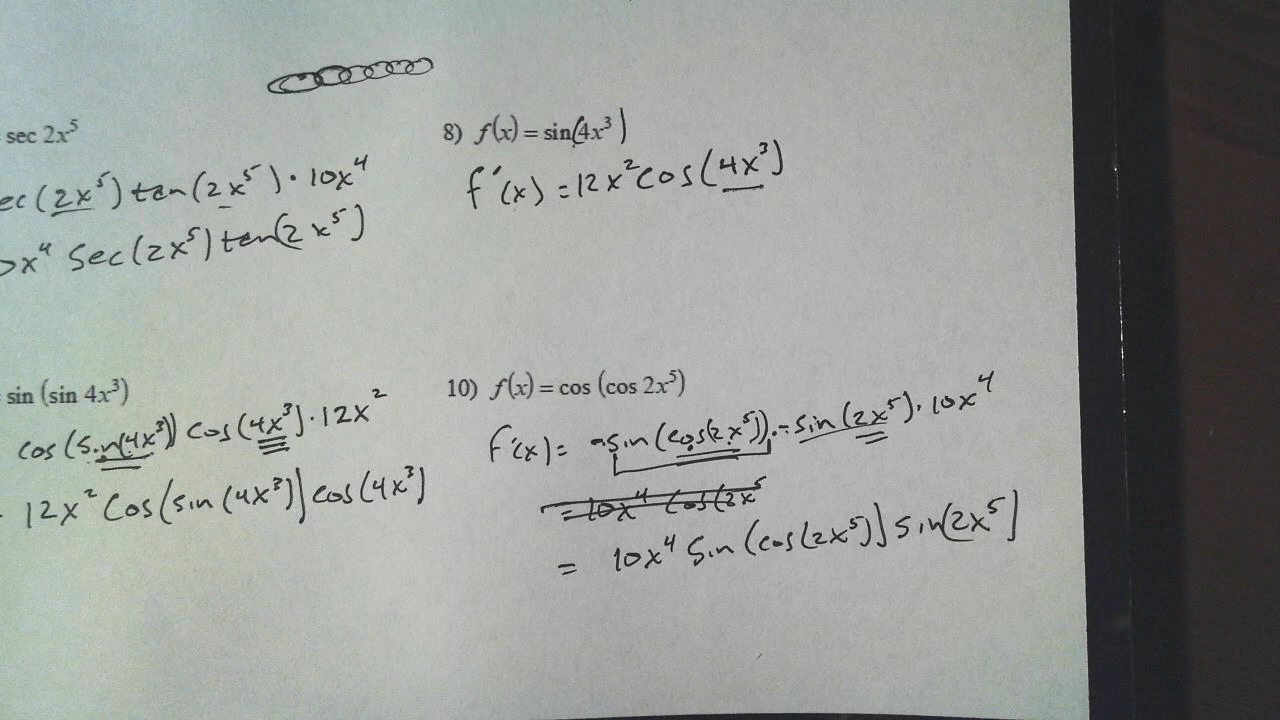 sec 2x⁵
ec(2x⁵) tan(2x⁵) · 10x⁴
0x⁴ Sec(2x⁵) tan(2x⁵)
8) f(x) = sin(4x³)
f'(x) = 12x² cos(4x³)
sin (sin 4x³)
cos(sin(4x³)) cos(4x³) · 12x²
12x² Cos(sin(4x³)) cos(4x³)
10) f(x) = cos (cos 2x⁵)
f'(x) = -sin(cos(2x⁵)) · -sin(2x⁵) · 10x⁴
= 10x⁴ Cos(2x⁵
= 10x⁴ Sin(cos(2x⁵)) Sin(2x⁵)